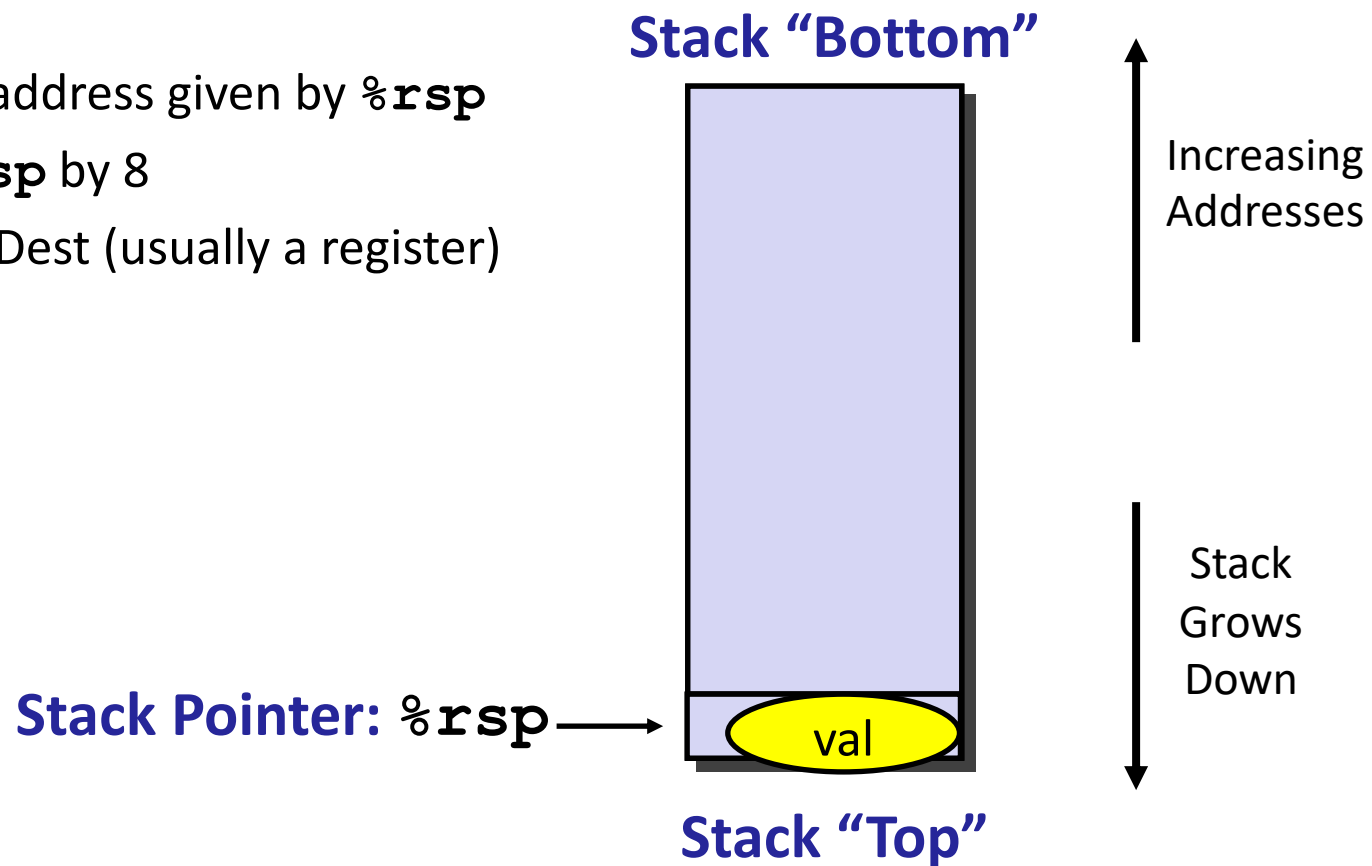 address given by %rsp
sp by 8
Dest (usually a register)
Stack “Bottom”
Increasing
Addresses
Stack
Grows
Down
Stack Pointer: %rsp
val
Stack “Top”